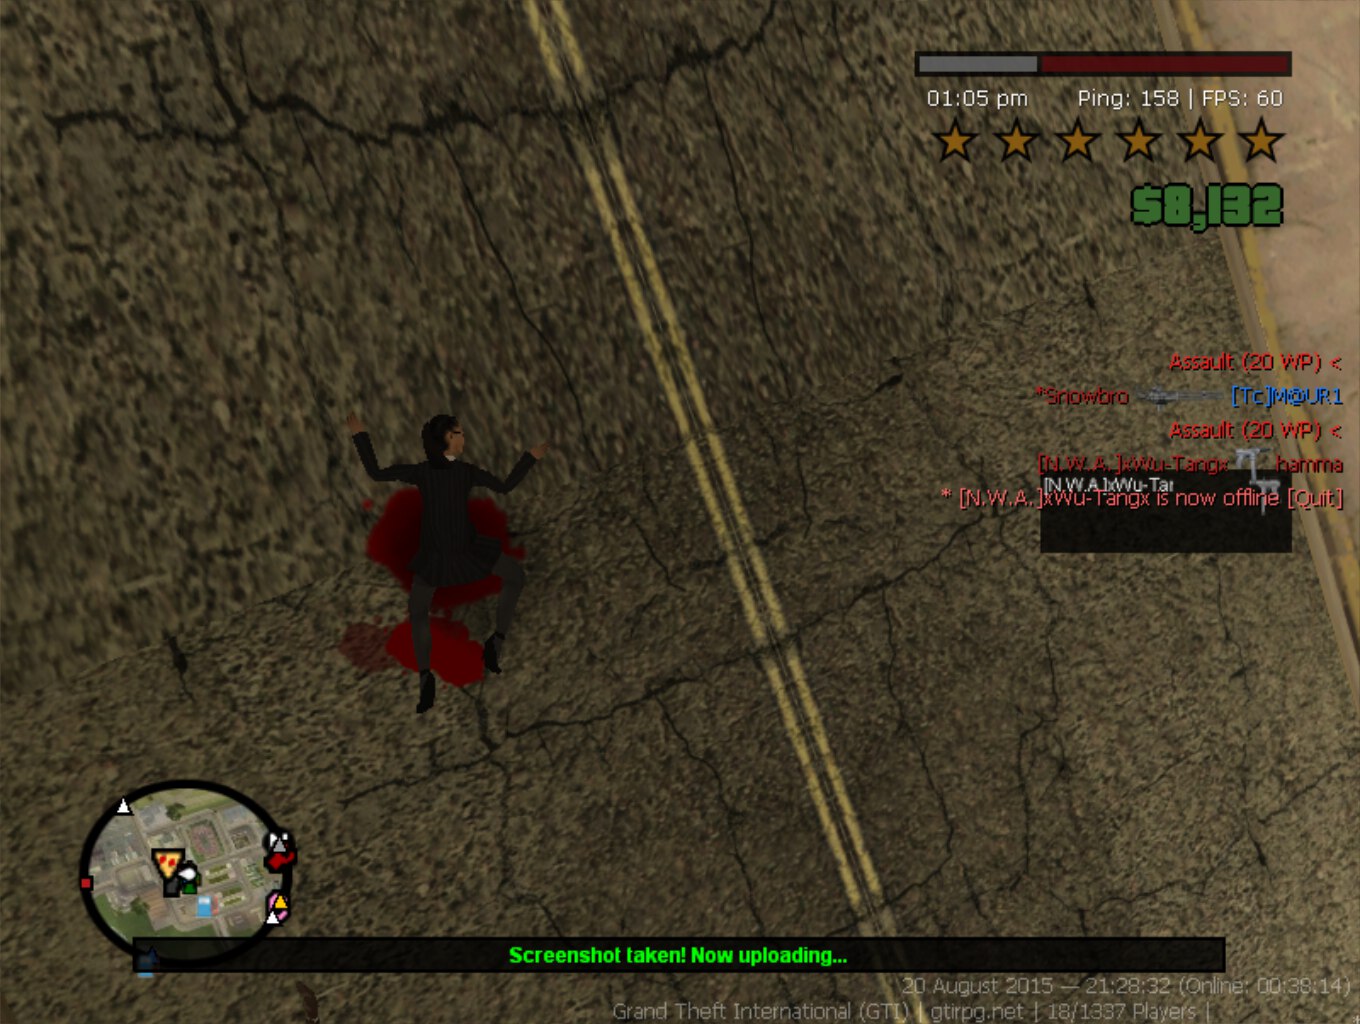 01:05 pm Ping: 158 | FPS: 60
$8,132
Assault (20 WP) <
*Snowbro [Tc]M@UR1
Assault (20 WP) <
[N.W.A.]xWu-Tangx hamma
[N.W.A.]xWu-Tar
* [N.W.A.]xWu-Tangx is now offline [Quit]
Screenshot taken! Now uploading...
20 August 2015 — 21:28:32 (Online: 00:38:14)
Grand Theft International (GTI) | gtirpg.net | 18/1337 Players |